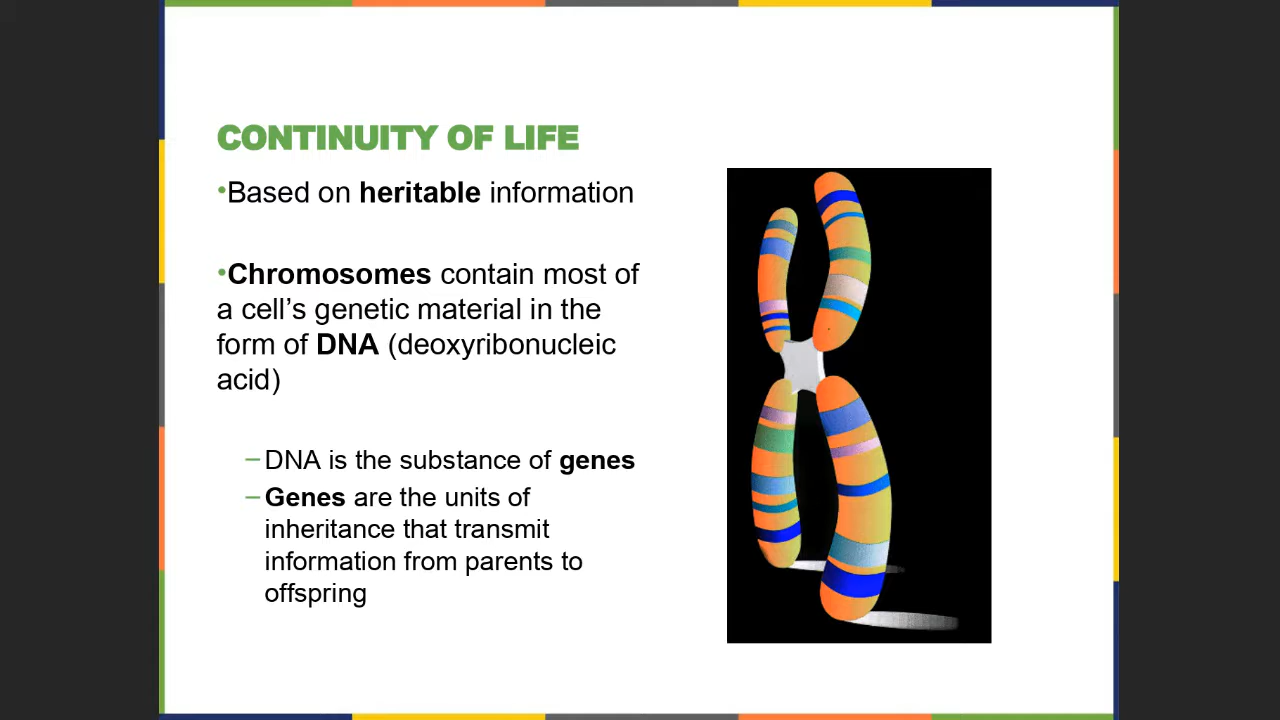 CONTINUITY OF LIFE
•Based on heritable information
•Chromosomes contain most of
a cell’s genetic material in the
form of DNA (deoxyribonucleic
acid)
–DNA is the substance of genes
–Genes are the units of
inheritance that transmit
information from parents to
offspring